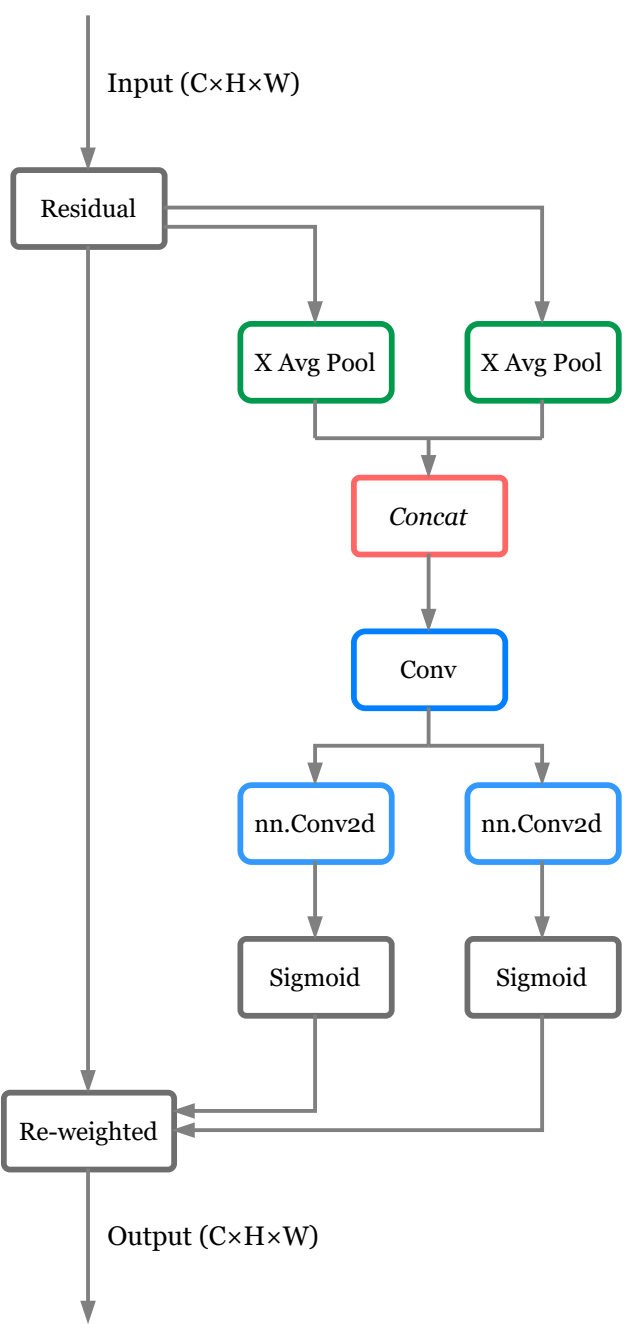 Input (C×H×W)
Residual
X Avg Pool
X Avg Pool
Concat
Conv
nn.Conv2d
nn.Conv2d
Sigmoid
Sigmoid
Re-weighted
Output (C×H×W)